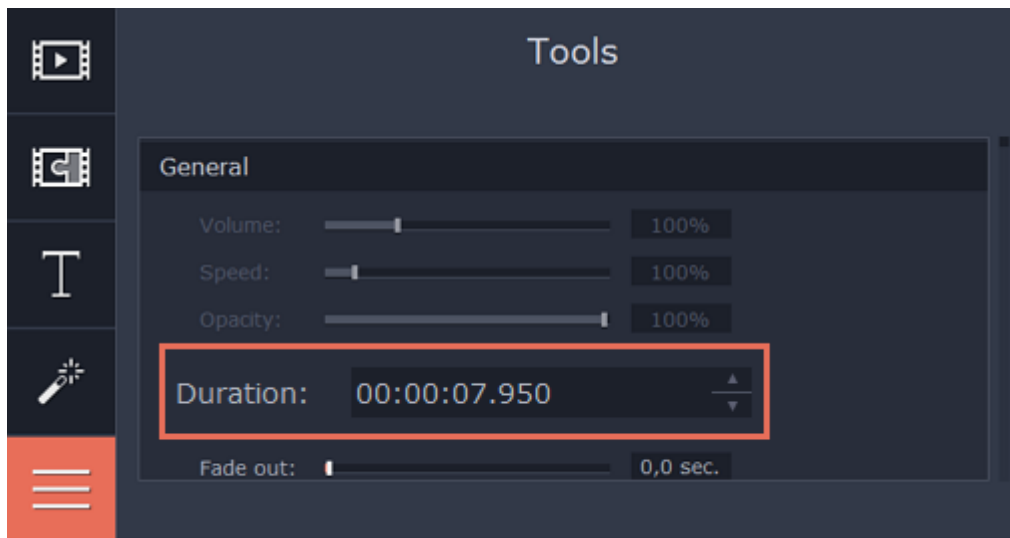 Tools
General
Volume: 100%
Speed: 100%
Opacity: 100%
Duration: 00:00:07.950
Fade out: 0,0 sec.